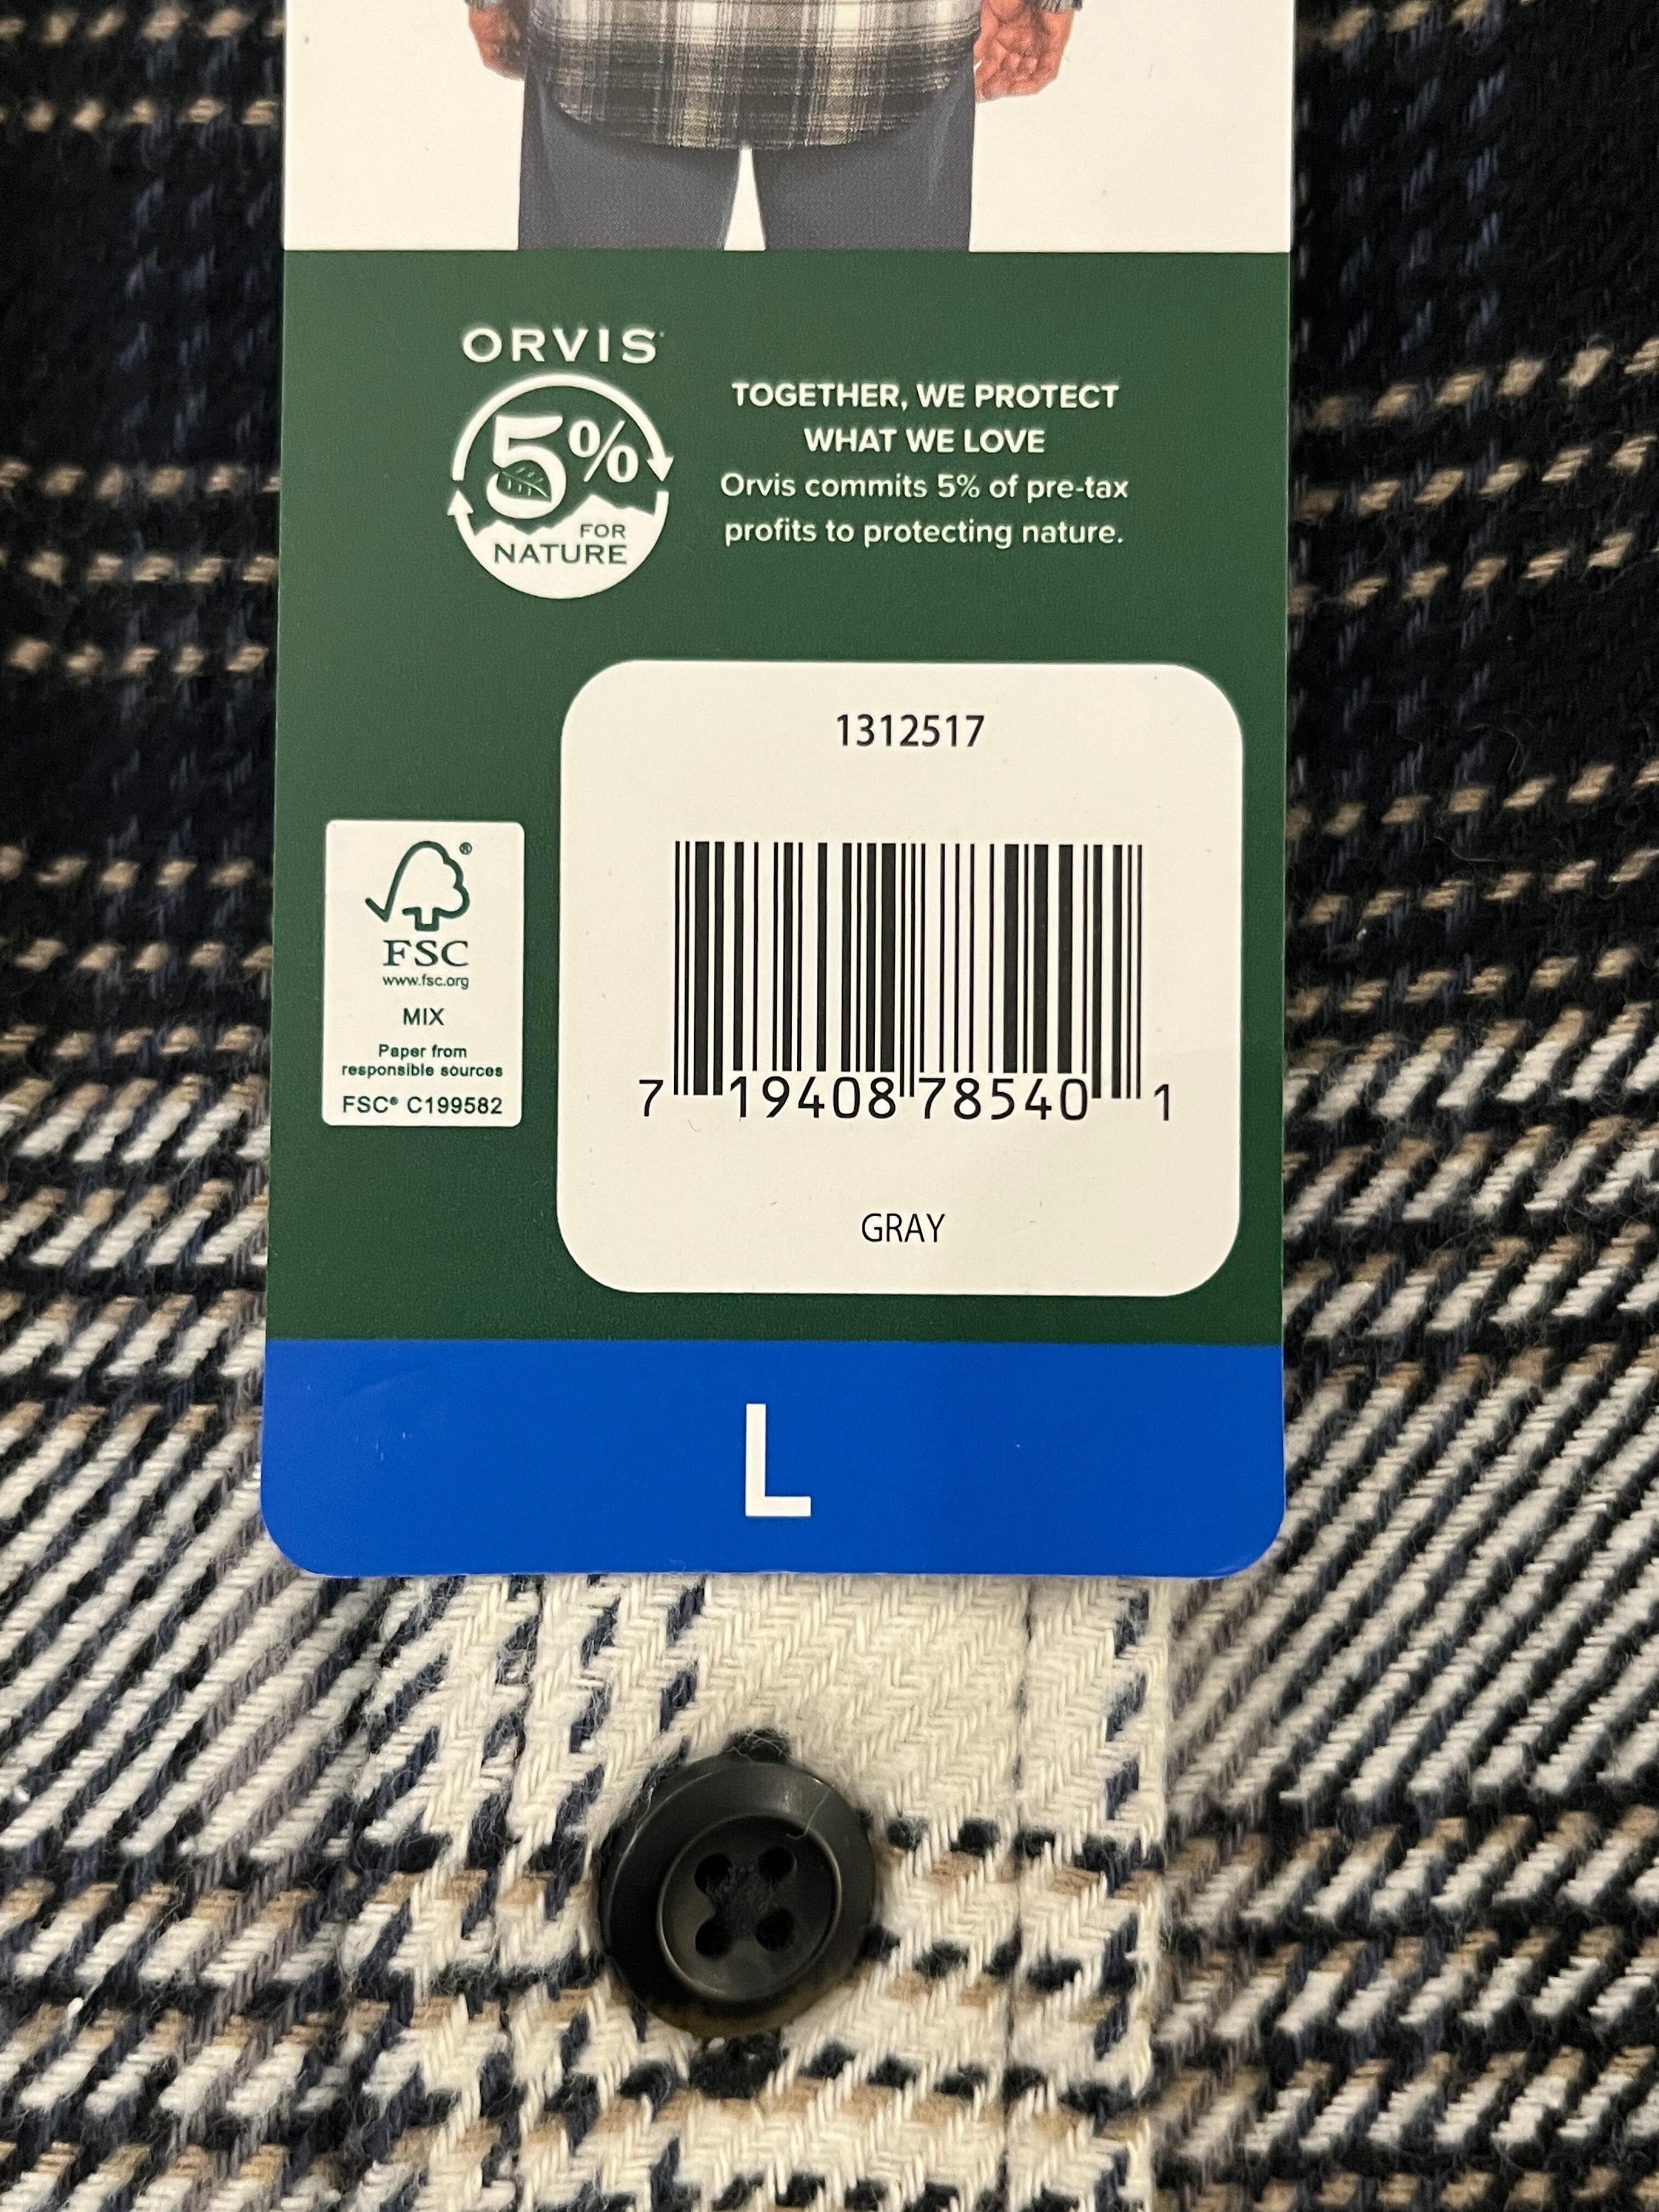 ORVIS
5%
FOR
NATURE
TOGETHER, WE PROTECT
WHAT WE LOVE
Orvis commits 5% of pre-tax
profits to protecting nature.
1312517
7 19408 78540 1
GRAY
®
FSC
www.fsc.org
MIX
Paper from
responsible sources
FSC® C199582
L